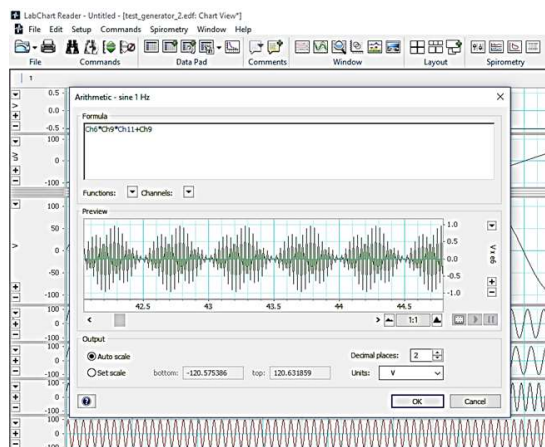 LabChart Reader - Untitled - [test_generator_2.edf: Chart View*]
File Edit Setup Commands Spirometry Window Help
File Commands Data Pad Comments Window Layout Spirometry
1
Arithmetic - sine 1 Hz
Formula
Ch6*Ch9*Ch11+Ch9
Functions: Channels:
Preview
1.0
0.5
0.0
-0.5
-1.0
V x e6
42.5 43 43.5 44 44.5
1:1
Output
Auto scale
Decimal places: 2
Set scale bottom: -120.575386 top: 120.631859 Units: V
OK Cancel
0.5
V
0.0
-0.5
100
0
-100
100
50
V
0
-50
-100
100
0
100
0
100
0
-100
100
0